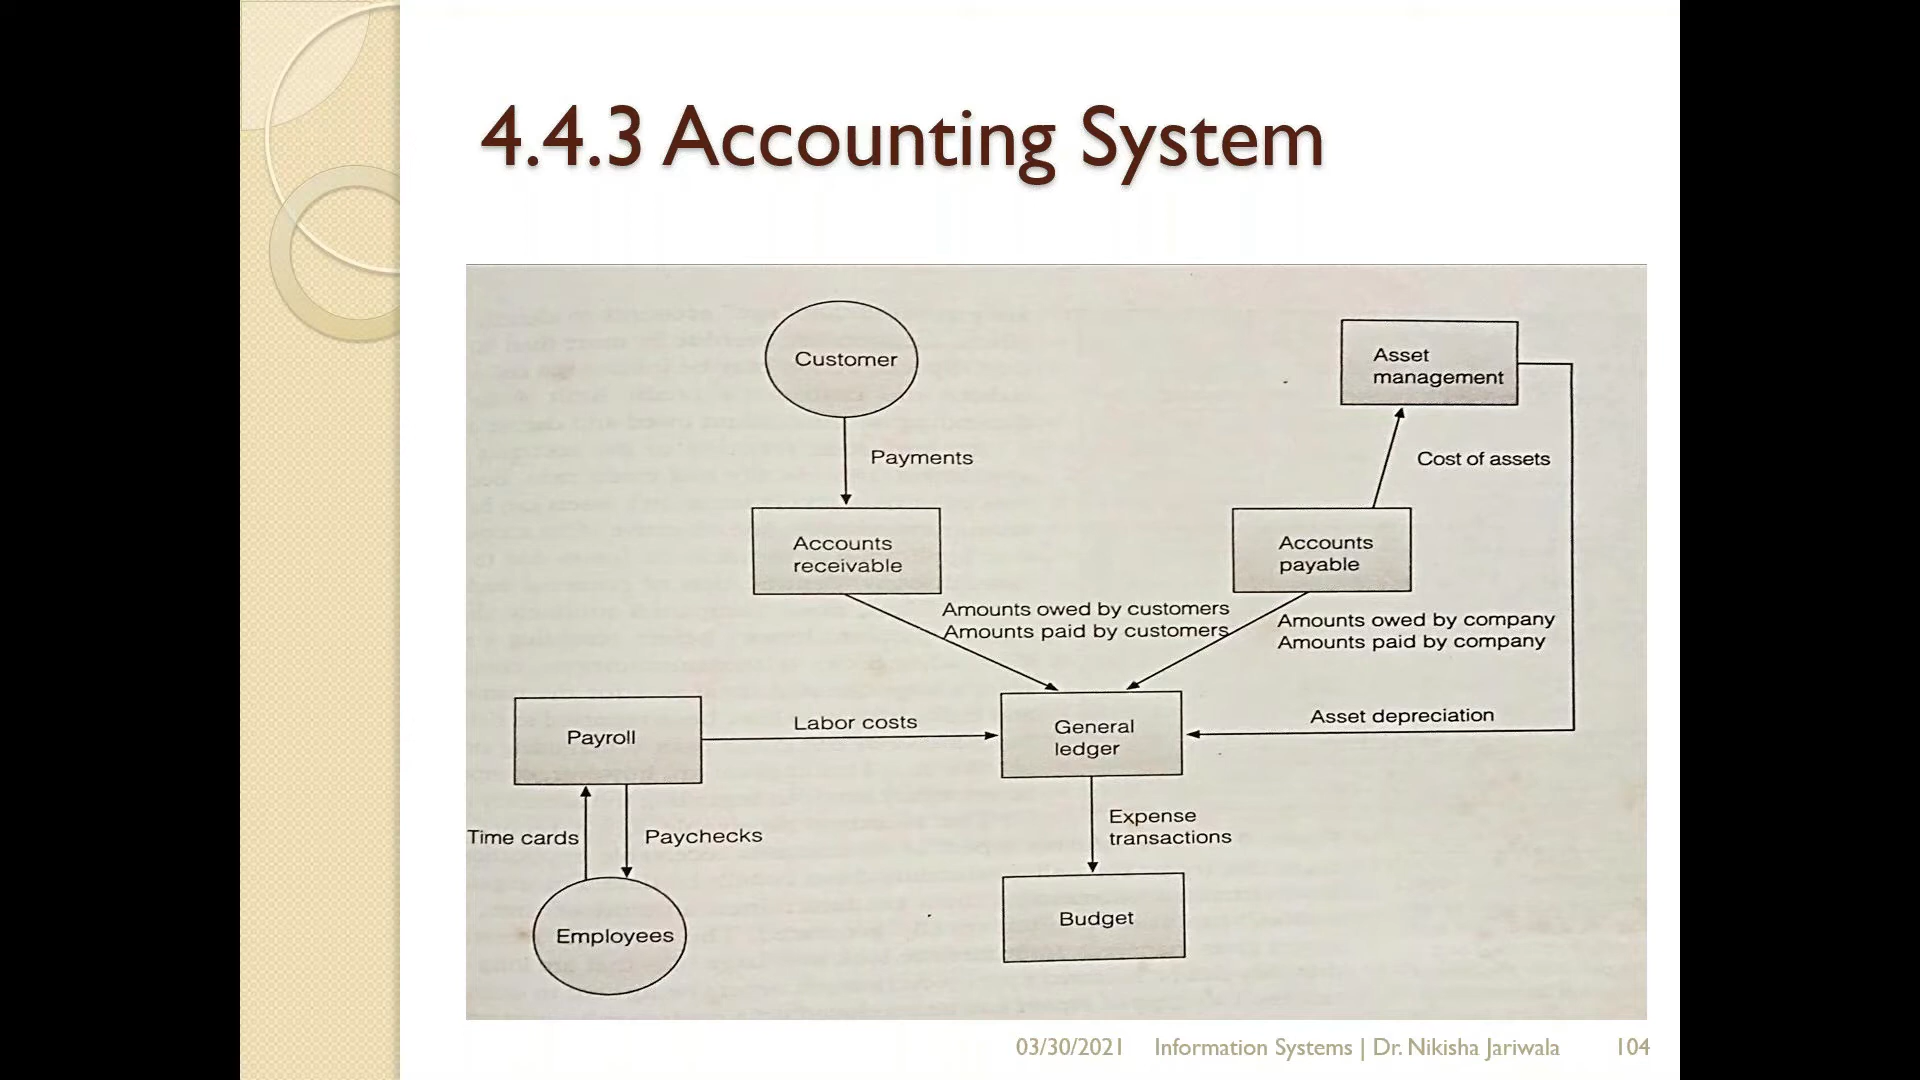 4.4.3 Accounting System
Customer
Asset
management
Payments
Cost of assets
Accounts
receivable
Accounts
payable
Amounts owed by customers
Amounts paid by customers
Amounts owed by company
Amounts paid by company
Payroll
Labor costs
General
ledger
Asset depreciation
Time cards
Paychecks
Expense
transactions
Employees
Budget
03/30/2021 Information Systems | Dr. Nikisha Jariwala 104